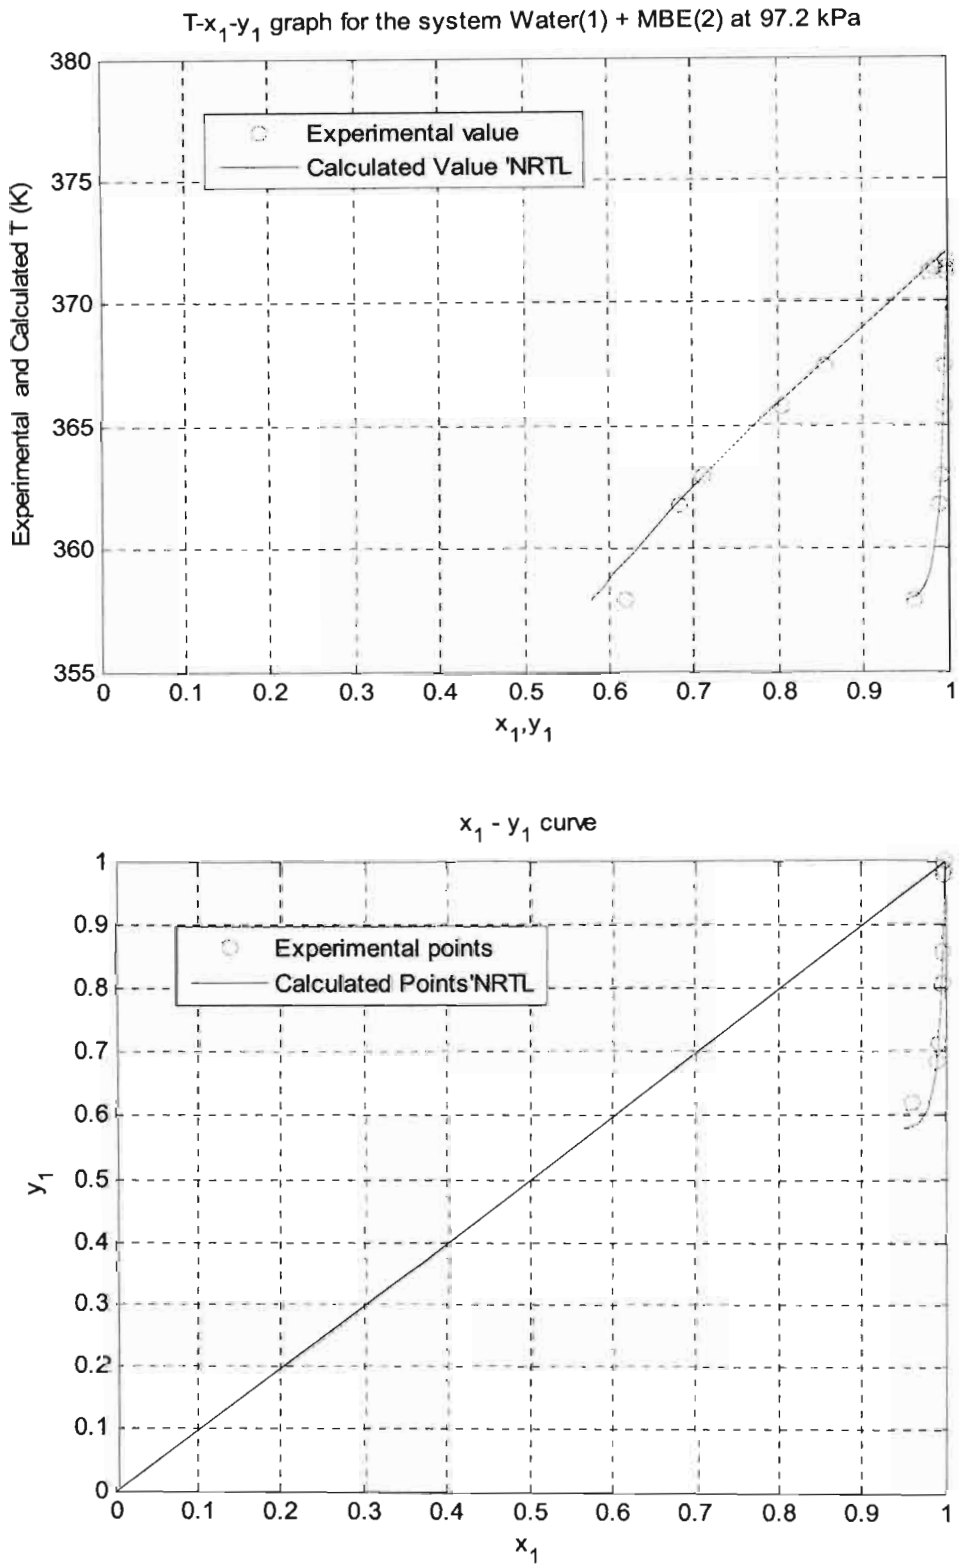 T-x1-y1 graph for the system Water(1) + MBE(2) at 97.2 kPa
380
375
370
365
360
355
Experimental and Calculated T (K)
Experimental value
Calculated Value 'NRTL
0 0.1 0.2 0.3 0.4 0.5 0.6 0.7 0.8 0.9 1
x1,y1
x1 - y1 curve
1
0.9
0.8
0.7
0.6
0.5
0.4
0.3
0.2
0.1
0
y1
Experimental points
Calculated Points'NRTL
0 0.1 0.2 0.3 0.4 0.5 0.6 0.7 0.8 0.9 1
x1